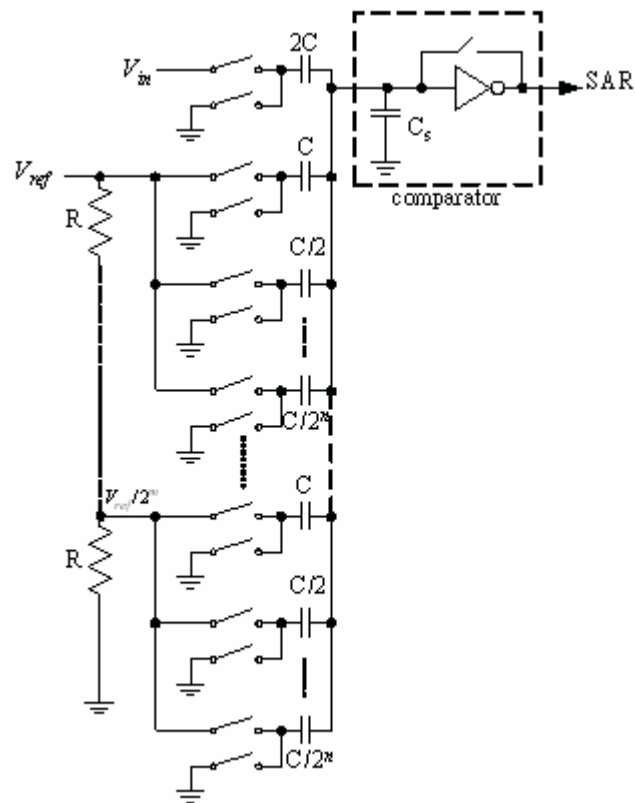 2C
V_in
SAR
C_s
comparator
C
V_ref
R
C/2
C/2^n
V_ref/2^n
C
R
C/2
C/2^n